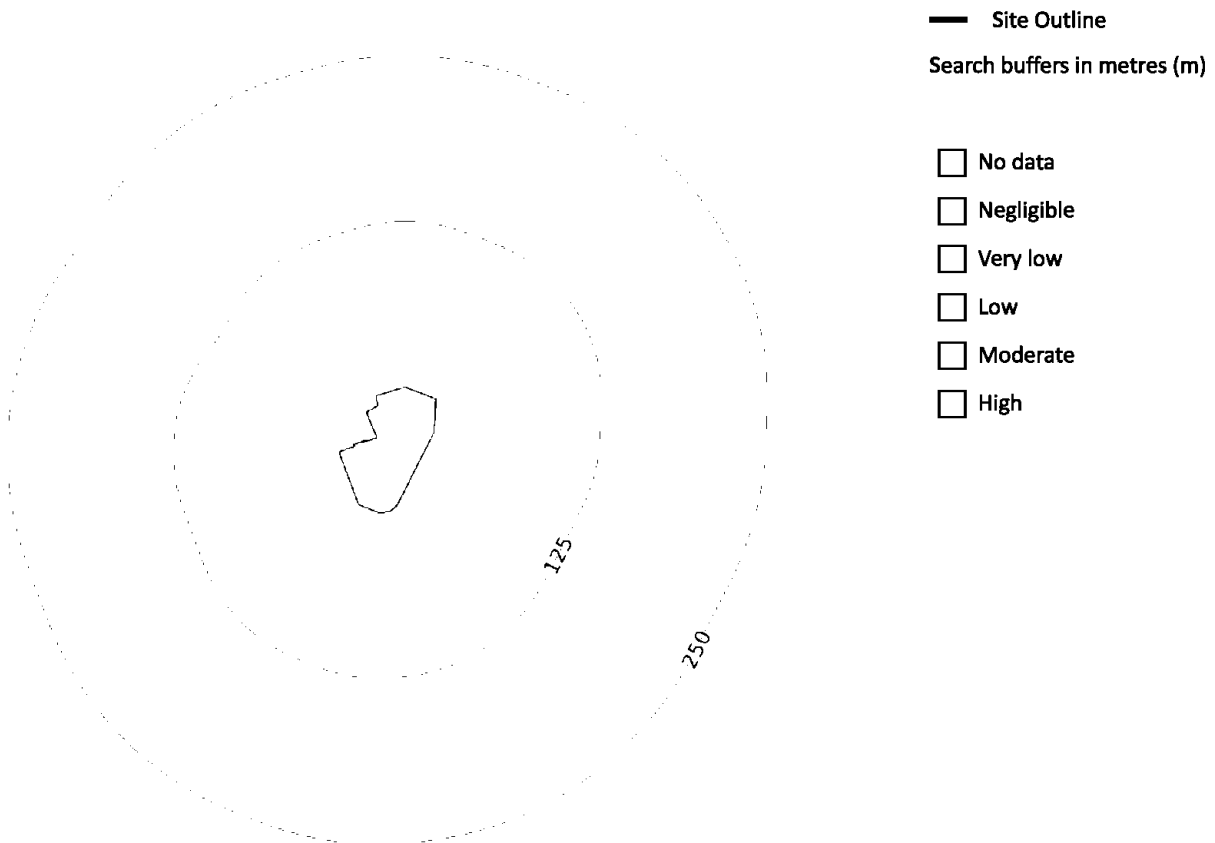 Site Outline
Search buffers in metres (m)
No data
Negligible
Very low
Low
Moderate
High
125
250